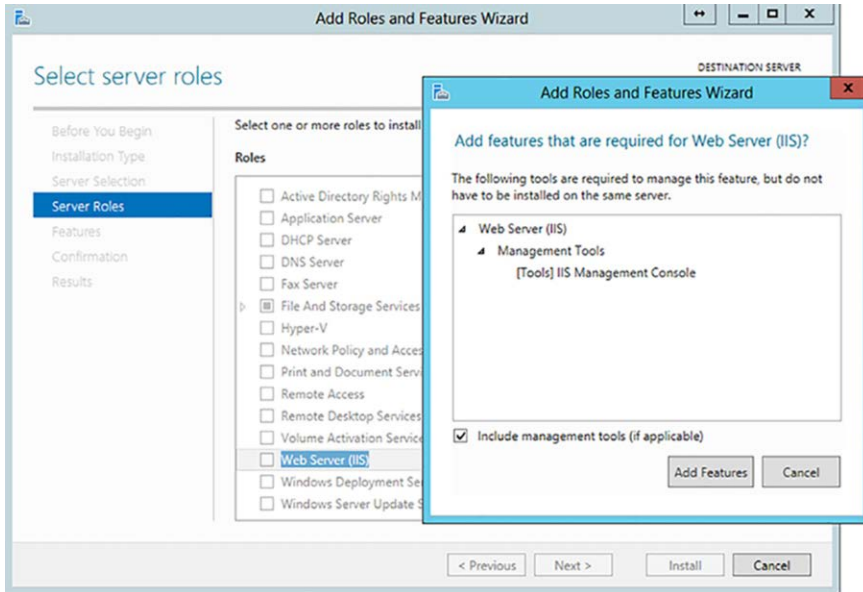 Add Roles and Features Wizard
Select server roles
DESTINATION SERVER
Before You Begin
Installation Type
Server Selection
Server Roles
Features
Confirmation
Results
Select one or more roles to install
Roles
Active Directory Rights M
Application Server
DHCP Server
DNS Server
Fax Server
File And Storage Services
Hyper-V
Network Policy and Acces
Print and Document Servi
Remote Access
Remote Desktop Services
Volume Activation Service
Web Server (IIS)
Windows Deployment Se
Windows Server Update S
< Previous
Next >
Install
Cancel
Add Roles and Features Wizard
Add features that are required for Web Server (IIS)?
The following tools are required to manage this feature, but do not
have to be installed on the same server.
Web Server (IIS)
Management Tools
[Tools] IIS Management Console
Include management tools (if applicable)
Add Features
Cancel